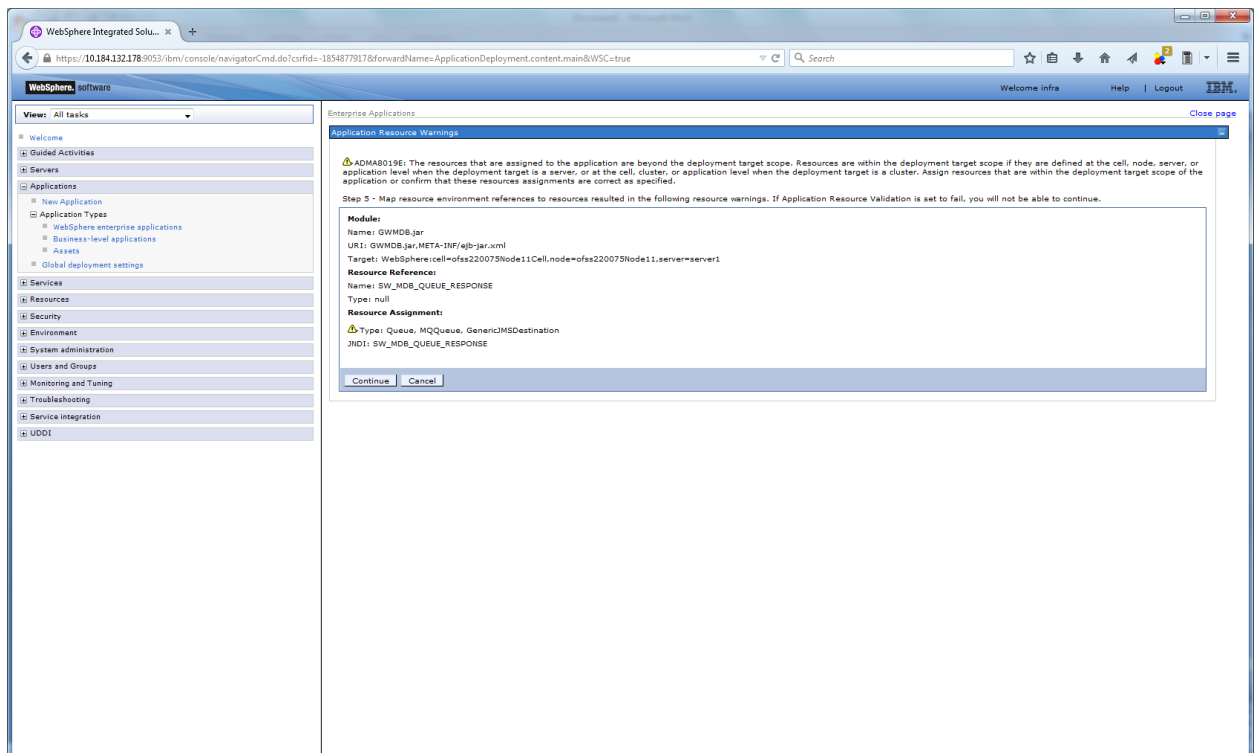 WebSphere Integrated Solu...
https://10.184.132.178:9053/ibm/console/navigatorCmd.do?csrfid=-1854877917&forwardName=ApplicationDeployment.content.main&WSC=true
Search
2
WebSphere. software
Welcome infra
Help | Logout
IBM.
View: All tasks
Welcome
Guided Activities
Servers
Applications
New Application
Application Types
WebSphere enterprise applications
Business-level applications
Assets
Global deployment settings
Services
Resources
Security
Environment
System administration
Users and Groups
Monitoring and Tuning
Troubleshooting
Service integration
UDDI
Enterprise Applications
Close page
Application Resource Warnings
ADMA8019E: The resources that are assigned to the application are beyond the deployment target scope. Resources are within the deployment target scope if they are defined at the cell, node, server, or
application level when the deployment target is a server, or at the cell, cluster, or application level when the deployment target is a cluster. Assign resources that are within the deployment target scope of the
application or confirm that these resources assignments are correct as specified.
Step 5 - Map resource environment references to resources resulted in the following resource warnings. If Application Resource Validation is set to fail, you will not be able to continue.
Module:
Name: GWMDB.jar
URI: GWMDB.jar,META-INF/ejb-jar.xml
Target: WebSphere:cell=ofss220075Node11Cell,node=ofss220075Node11,server=server1
Resource Reference:
Name: SW_MDB_QUEUE_RESPONSE
Type: null
Resource Assignment:
Type: Queue, MQQueue, GenericJMSDestination
JNDI: SW_MDB_QUEUE_RESPONSE
Continue
Cancel